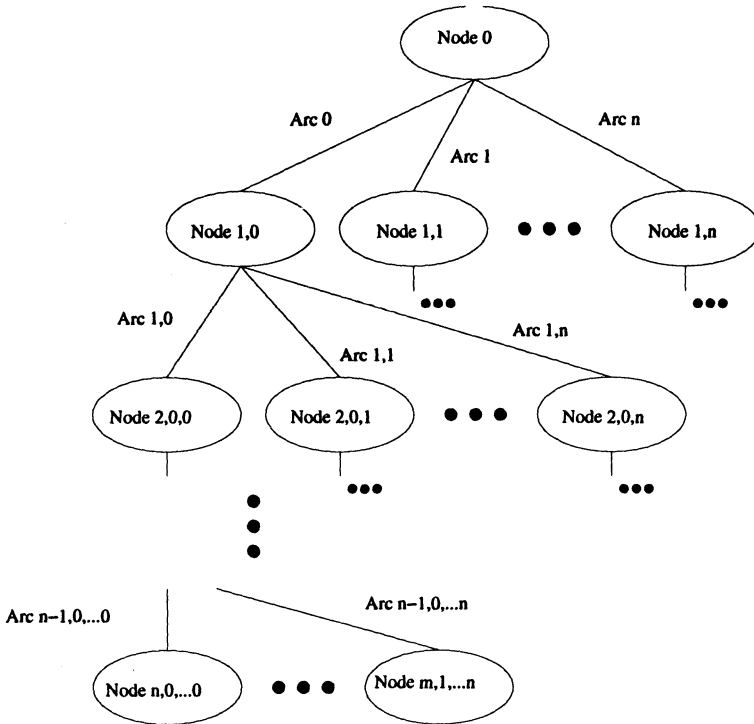 Node 0
Arc 0
Arc 1
Arc n
Node 1,0
Node 1,1
Node 1,n
Arc 1,0
Arc 1,1
Arc 1,n
Node 2,0,0
Node 2,0,1
Node 2,0,n
Arc n−1,0,...0
Arc n−1,0,...n
Node n,0,...0
Node m,1,...n